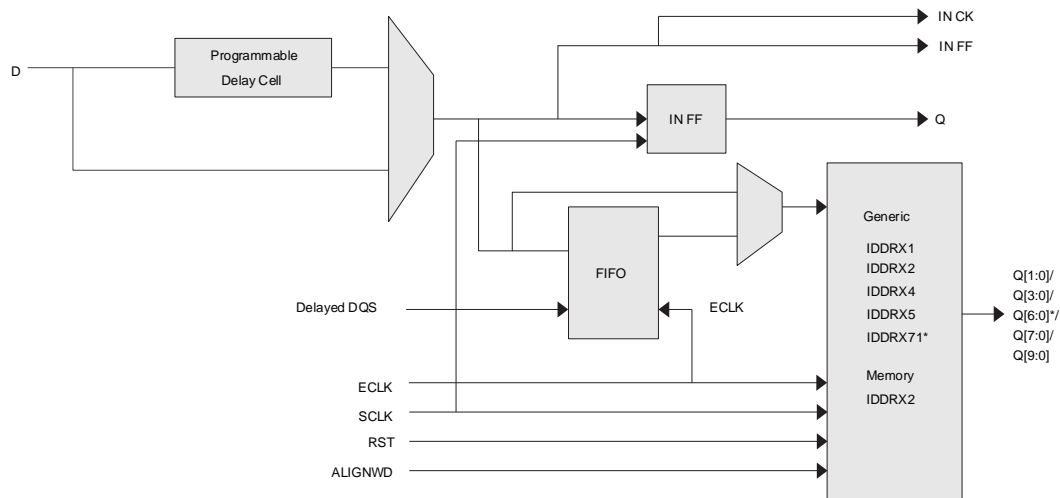 IN CK
IN FF
D
Programmable
Delay Cell
IN FF
Q
Generic
IDDRX1
IDDRX2
IDDRX4
IDDRX5
IDDRX71*
Memory
IDDRX2
FIFO
Delayed DQS
ECLK
Q[1:0]/
Q[3:0]/
Q[6:0]*/
Q[7:0]/
Q[9:0]
ECLK
SCLK
RST
ALIGNWD